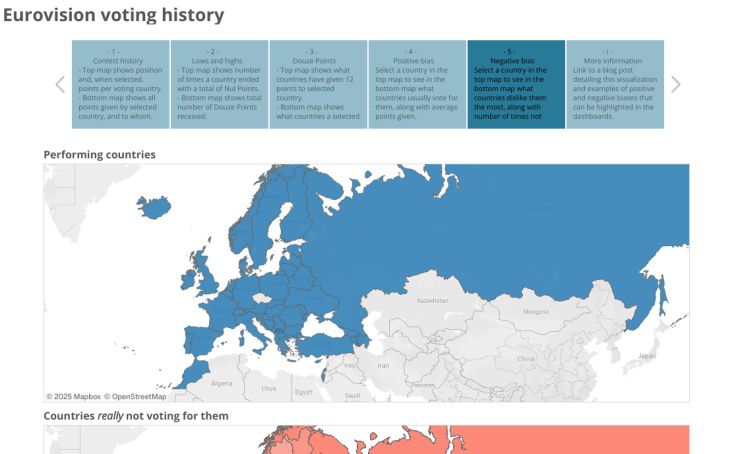 Eurovision voting history
- 1 -
Contest history
- Top map shows position
and, when selected,
points per voting country.
- Bottom map shows all
points given by selected
country, and to whom.
- 2 -
Lows and highs
- Top map shows number
of times a country ended
with a total of Nul Points.
- Bottom map shows total
number of Douze Points
received.
- 3 -
Douze Points
- Top map shows what
countries have given 12
points to selected
country.
- Bottom map shows
what countries a selected
- 4 -
Positive bias
Select a country in the
top map to see in the
bottom map what
countries usually vote for
them, along with average
points given.
- 5 -
Negative bias
Select a country in the
top map to see in the
bottom map what
countries dislike them
the most, along with
number of times not
- i -
More information
Link to a blog post
detailing this visualization
and examples of positive
and negative biases that
can be highlighted in the
dashboards.
Performing countries
Kazakhstan
Mongolia
China
Japan
Iraq
Iran
Pakistan
Algeria
Libya
Egypt
Saudi
© 2025 Mapbox © OpenStreetMap
Countries really not voting for them